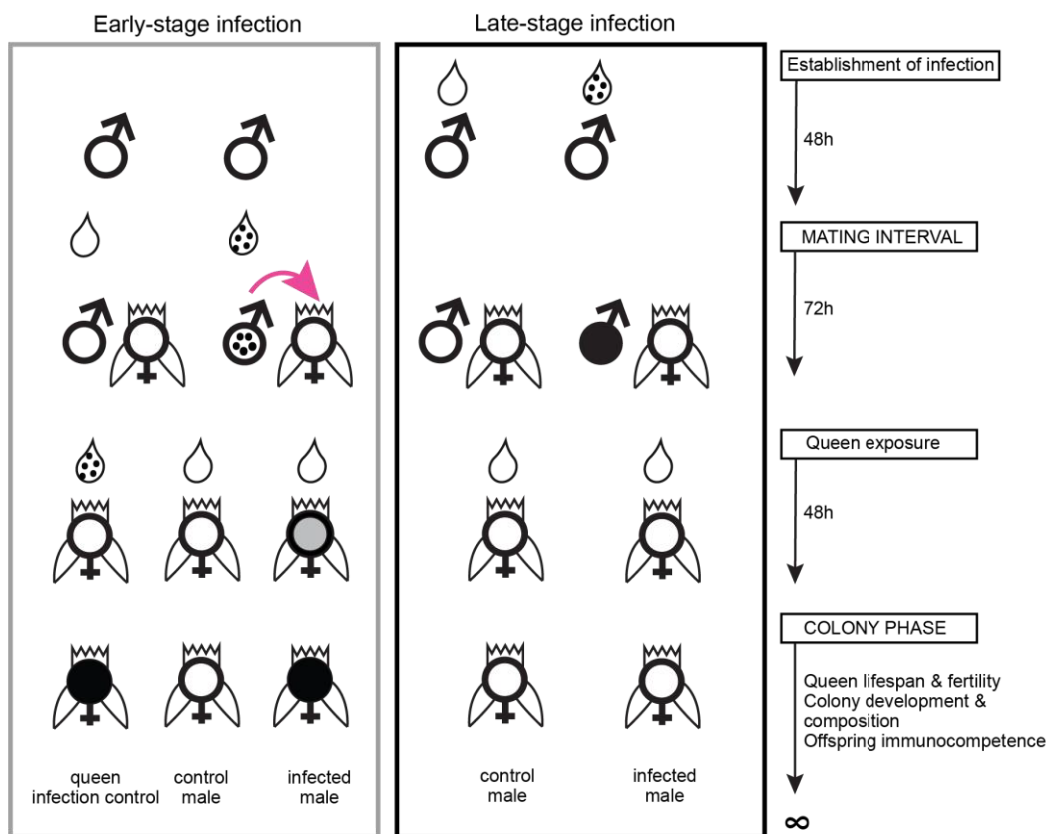 Early-stage infection
Late-stage infection
Establishment of infection
48h
MATING INTERVAL
72h
Queen exposure
48h
COLONY PHASE
Queen lifespan & fertility
Colony development &
composition
Offspring immunocompetence
queen
infection control
control
male
infected
male
control
male
infected
male
∞